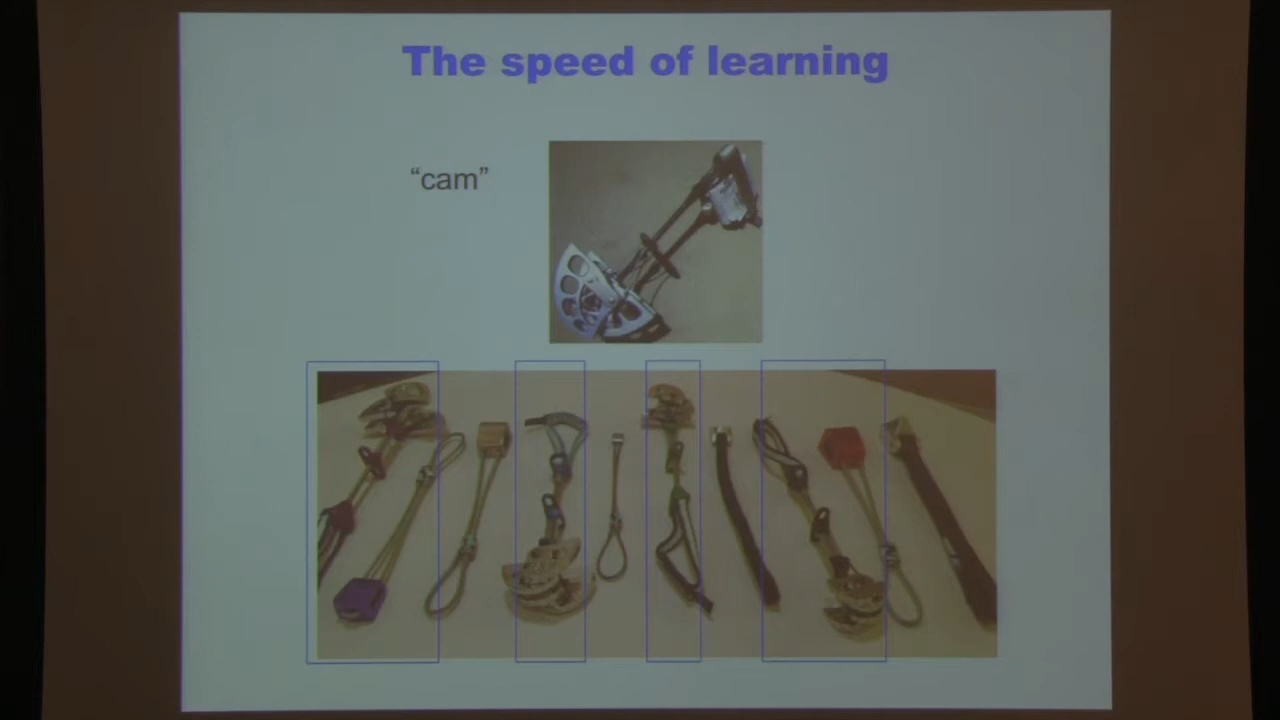 The speed of learning
“cam”